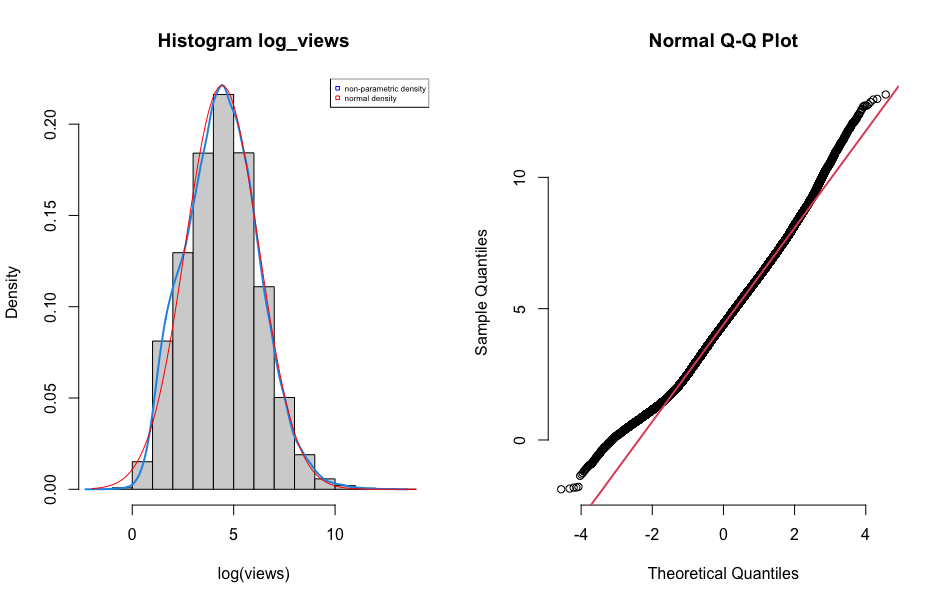 Histogram log_views
non-parametric density
normal density
Density
0.00
0.05
0.10
0.15
0.20
0
5
10
log(views)
Normal Q-Q Plot
Sample Quantiles
0
5
10
-4
-2
0
2
4
Theoretical Quantiles